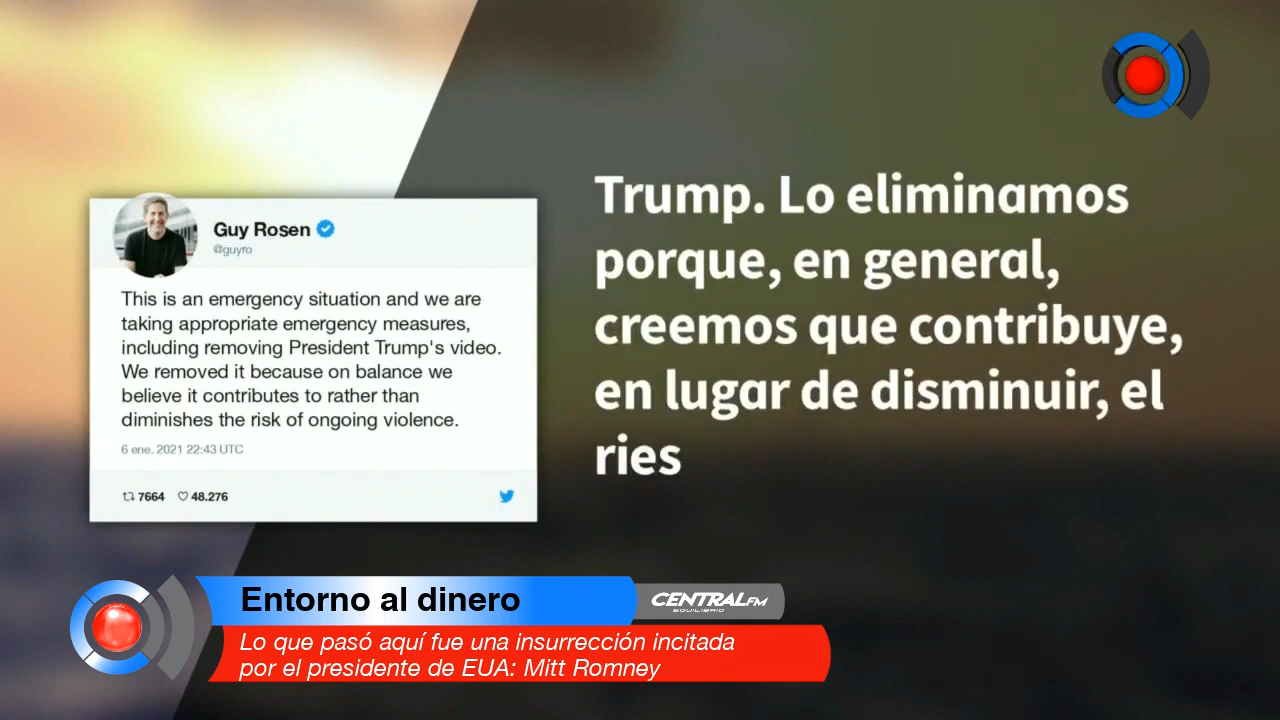 Guy Rosen
@guyro
This is an emergency situation and we are
taking appropriate emergency measures,
including removing President Trump's video.
We removed it because on balance we
believe it contributes to rather than
diminishes the risk of ongoing violence.
6 ene. 2021 22:43 UTC
7664 48.276
Trump. Lo eliminamos
porque, en general,
creemos que contribuye,
en lugar de disminuir, el
ries
Entorno al dinero
CENTRAL FM
EQUILIBRIO
Lo que pasó aquí fue una insurrección incitada
por el presidente de EUA: Mitt Romney